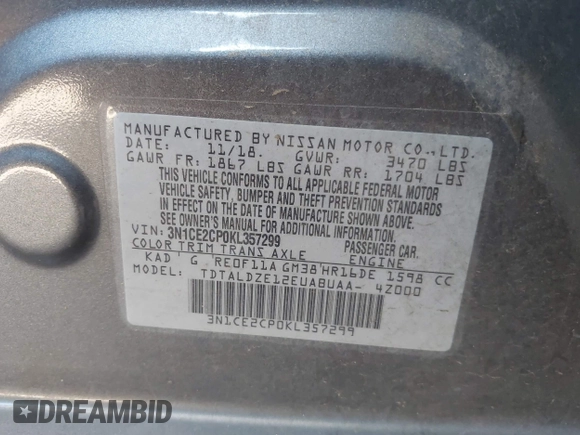 MANUFACTURED BY NISSAN MOTOR CO.,LTD.
DATE: 11/18. GVWR: 3470 LBS
GAWR FR: 1867 LBS GAWR RR: 1704 LBS
THIS VEHICLE CONFORMS TO ALL APPLICABLE FEDERAL MOTOR
VEHICLE SAFETY, BUMPER AND THEFT PREVENTION STANDARDS
IN EFFECT ON THE DATE OF MANUFACTURE SHOWN ABOVE.
SEE OWNER'S MANUAL FOR ADDITIONAL INFORMATION.
VIN: 3N1CE2CP0KL357299 PASSENGER CAR.
COLOR TRIM TRANS AXLE ENGINE
KAD ' G RE0F11A GM38'HR16DE 1598 CC
MODEL: TDTALDZE12EUA8UAA- 4Z000
3N1CE2CP0KL357299
DREAMBID